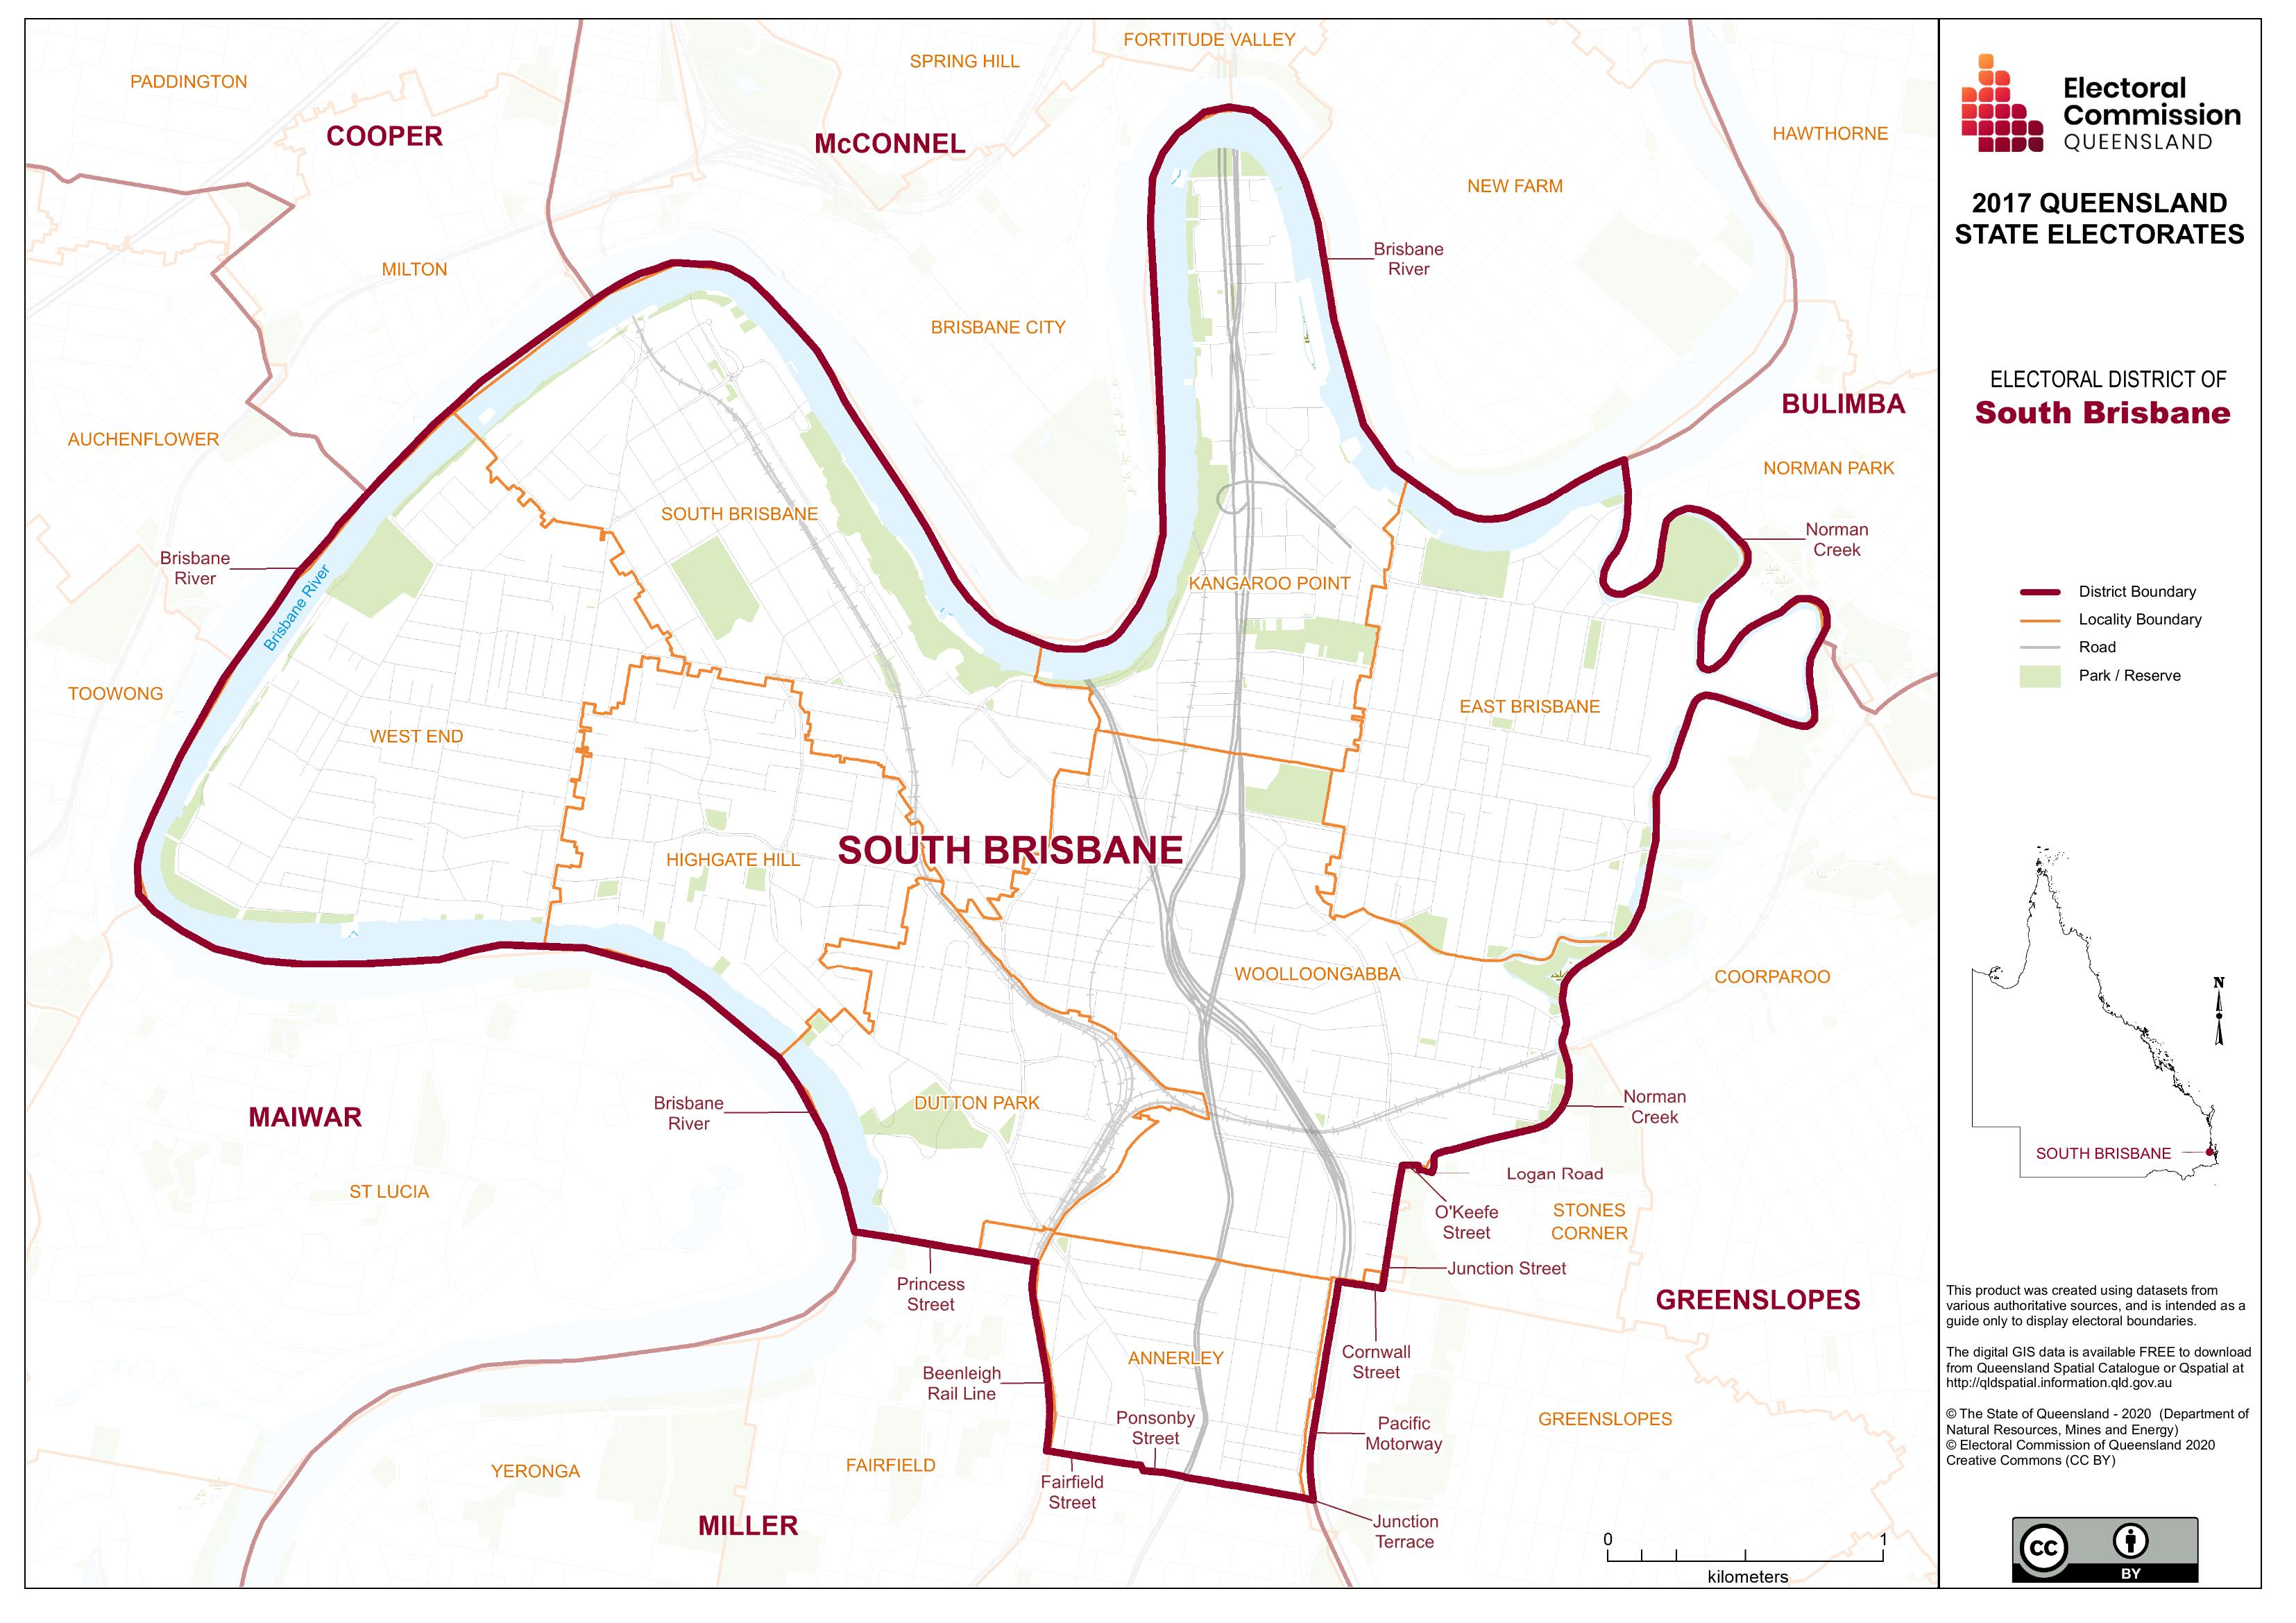 FORTITUDE VALLEY
SPRING HILL
PADDINGTON
COOPER
McCONNEL
HAWTHORNE
NEW FARM
MILTON
Brisbane
River
BRISBANE CITY
BULIMBA
AUCHENFLOWER
NORMAN PARK
SOUTH BRISBANE
Norman
Creek
Brisbane
River
Brisbane River
KANGAROO POINT
TOOWONG
WEST END
EAST BRISBANE
SOUTH BRISBANE
HIGHGATE HILL
WOOLLOONGABBA
COORPAROO
MAIWAR
Brisbane
River
DUTTON PARK
Norman
Creek
Logan Road
ST LUCIA
O'Keefe
Street
STONES
CORNER
Junction Street
Princess
Street
GREENSLOPES
Cornwall
Street
ANNERLEY
Beenleigh
Rail Line
Ponsonby
Street
Pacific
Motorway
GREENSLOPES
YERONGA
FAIRFIELD
Fairfield
Street
MILLER
Junction
Terrace
0 1
kilometers
Electoral
Commission
QUEENSLAND
2017 QUEENSLAND
STATE ELECTORATES
ELECTORAL DISTRICT OF
South Brisbane
District Boundary
Locality Boundary
Road
Park / Reserve
N
SOUTH BRISBANE
This product was created using datasets from
various authoritative sources, and is intended as a
guide only to display electoral boundaries.
The digital GIS data is available FREE to download
from Queensland Spatial Catalogue or Qspatial at
http://qldspatial.information.qld.gov.au
© The State of Queensland - 2020 (Department of
Natural Resources, Mines and Energy)
© Electoral Commission of Queensland 2020
Creative Commons (CC BY)
CC
BY